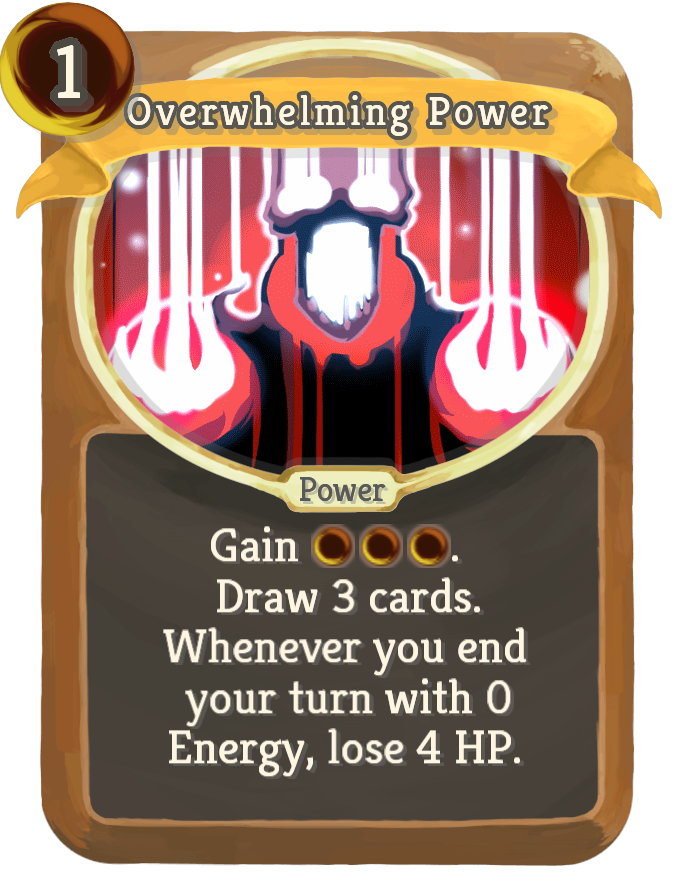 1
Overwhelming Power
Power
Gain .
Draw 3 cards.
Whenever you end
your turn with 0
Energy, lose 4 HP.